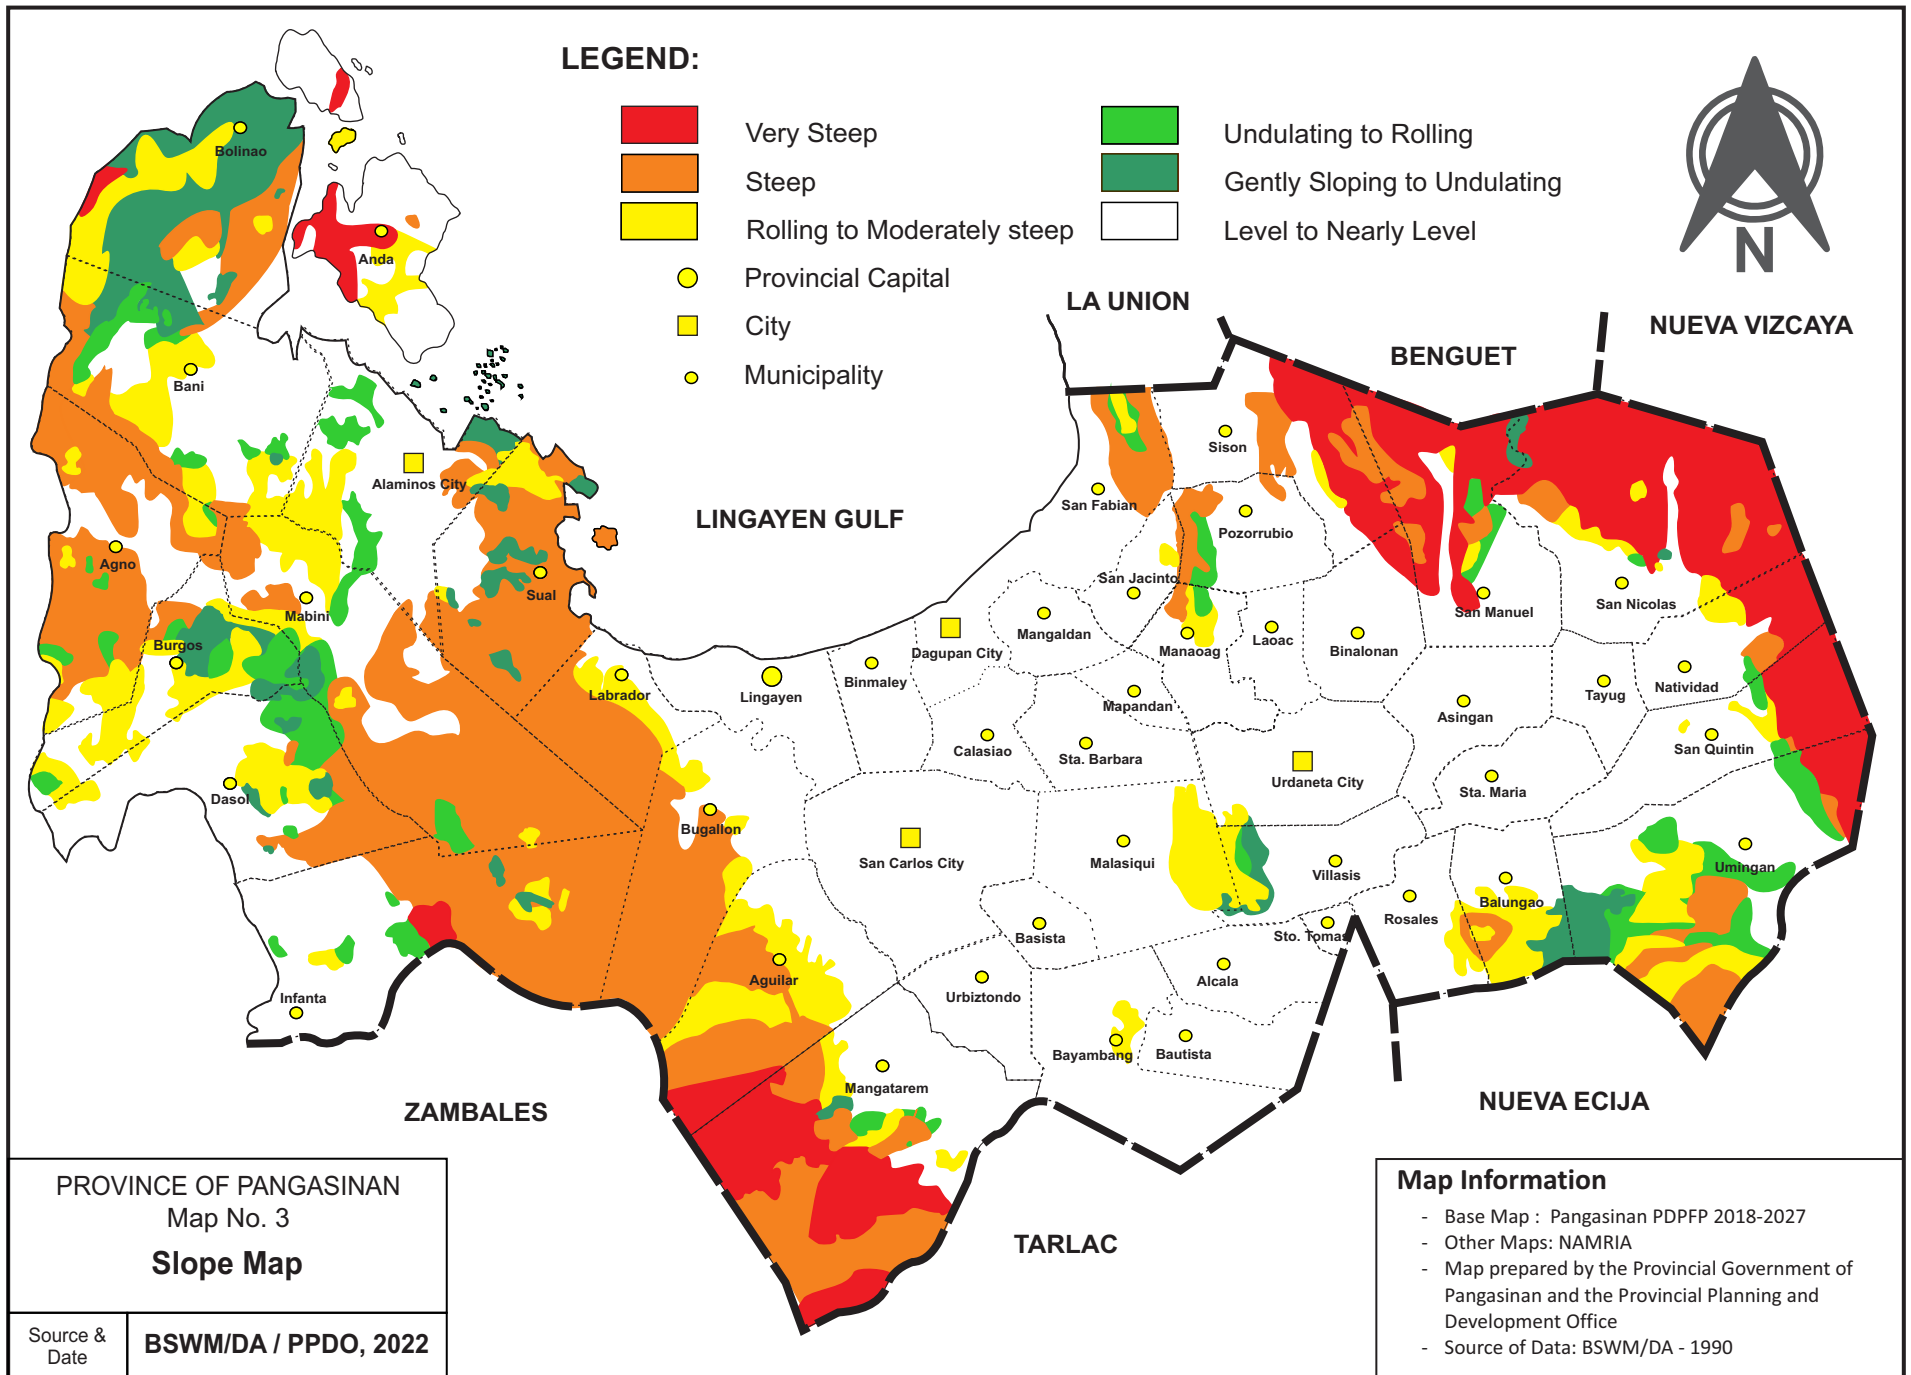 LEGEND:
Very Steep
Steep
Rolling to Moderately steep
Provincial Capital
City
Municipality
Undulating to Rolling
Gently Sloping to Undulating
Level to Nearly Level
N
LA UNION
BENGUET
NUEVA VIZCAYA
LINGAYEN GULF
ZAMBALES
TARLAC
NUEVA ECIJA
Bolinao
Anda
Bani
Alaminos City
Agno
Mabini
Sual
Burgos
Labrador
Dasol
Bugallon
Infanta
Aguilar
Mangatarem
Lingayen
Binmaley
Dagupan City
Calasiao
Mangaldan
San Jacinto
San Fabian
Sison
Pozorrubio
Manaoag
Laoac
Binalonan
San Manuel
San Nicolas
Mapandan
Sta. Barbara
Urdaneta City
Asingan
Tayug
Natividad
San Quintin
Sta. Maria
San Carlos City
Malasiqui
Villasis
Rosales
Balungao
Umingan
Basista
Sto. Tomas
Urbiztondo
Alcala
Bayambang
Bautista
PROVINCE OF PANGASINAN
Map No. 3
Slope Map
Source &
Date
BSWM/DA / PPDO, 2022
Map Information
- Base Map : Pangasinan PDPFP 2018-2027
- Other Maps: NAMRIA
- Map prepared by the Provincial Government of
Pangasinan and the Provincial Planning and
Development Office
- Source of Data: BSWM/DA - 1990